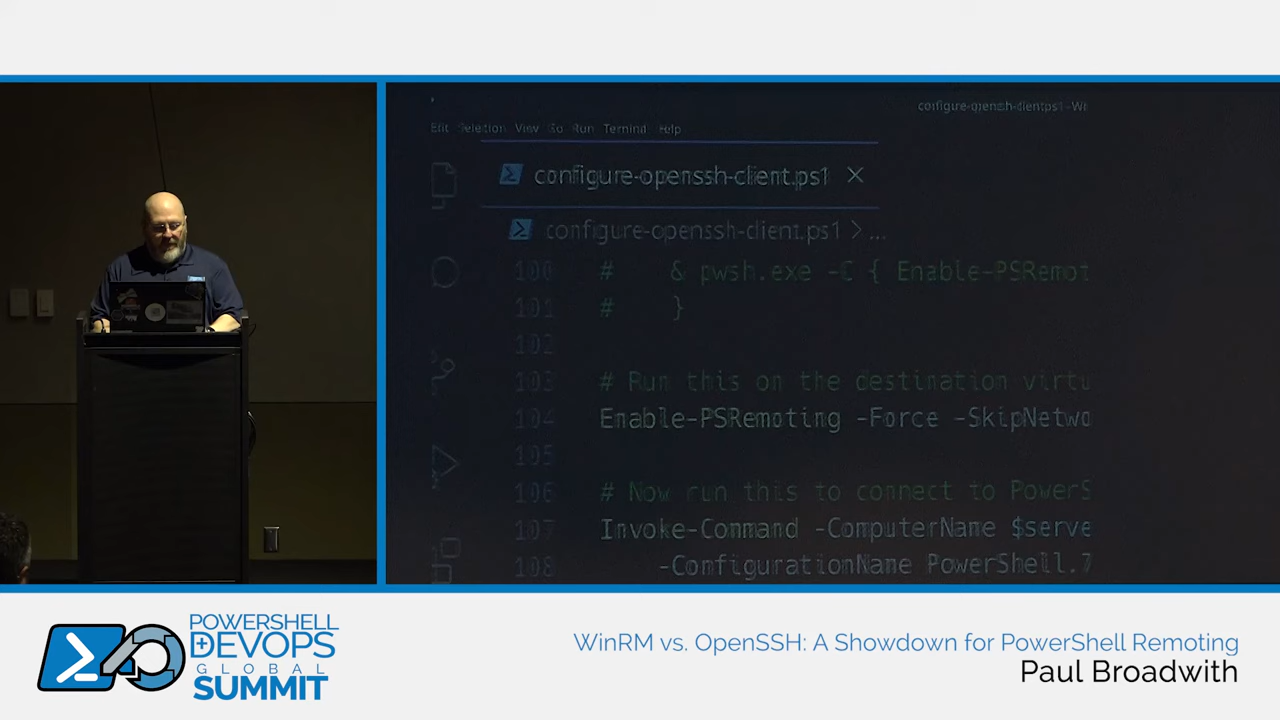 configure-openssh-client.ps1 - Wi
Edit Selection View Go Run Terminal Help
configure-openssh-client.ps1 ×
configure-openssh-client.ps1 > ...
100 # & pwsh.exe -C { Enable-PSRemot
101 # }
102
103 # Run this on the destination virtu
104 Enable-PSRemoting -Force -SkipNetwo
105
106 # Now run this to connect to PowerS
107 Invoke-Command -ComputerName $serve
108 -ConfigurationName PowerShell.7
POWERSHELL
+DEVOPS
GLOBAL
SUMMIT
WinRM vs. OpenSSH: A Showdown for PowerShell Remoting
Paul Broadwith